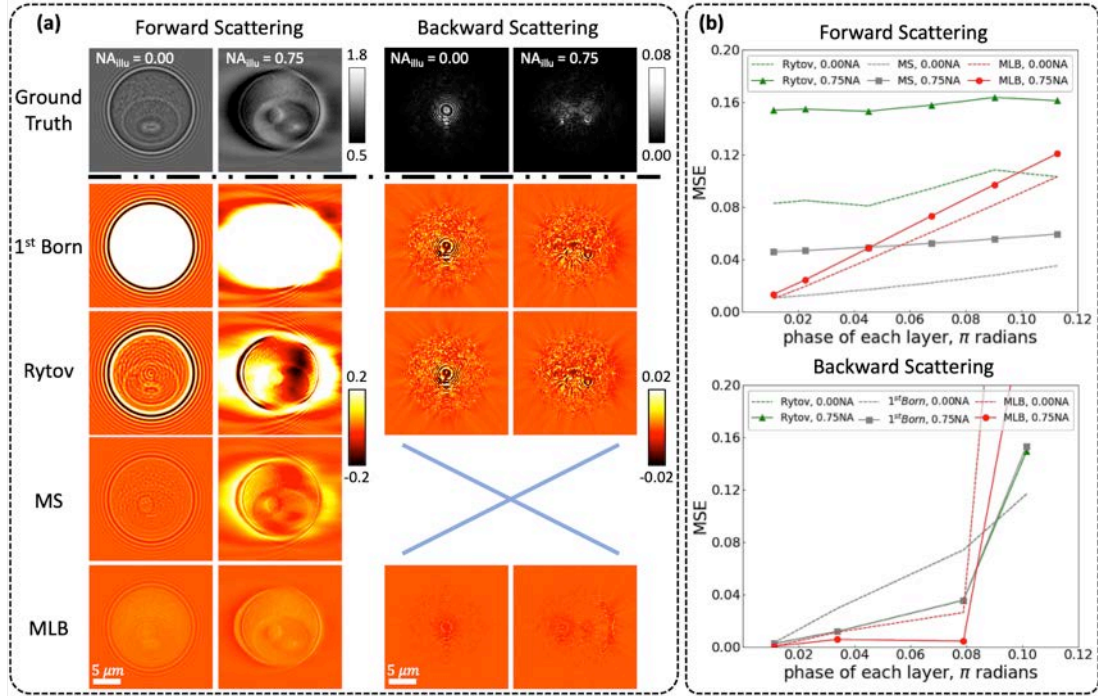 (a)
Forward Scattering
Backward Scattering
NAillu = 0.00
NAillu = 0.75
1.8
0.5
NAillu = 0.00
NAillu = 0.75
0.08
0.00
Ground
Truth
1st Born
Rytov
0.2
-0.2
0.02
-0.02
MS
MLB
5 μm
5 μm
(b)
Forward Scattering
Rytov, 0.00NA
MS, 0.00NA
MLB, 0.00NA
Rytov, 0.75NA
MS, 0.75NA
MLB, 0.75NA
MSE
0.20
0.16
0.12
0.08
0.04
0.00
0.02
0.04
0.06
0.08
0.10
0.12
phase of each layer, π radians
Backward Scattering
Rytov, 0.00NA
1stBorn, 0.00NA
MLB, 0.00NA
Rytov, 0.75NA
1stBorn, 0.75NA
MLB, 0.75NA
MSE
0.20
0.16
0.12
0.08
0.04
0.00
0.02
0.04
0.06
0.08
0.10
0.12
phase of each layer, π radians